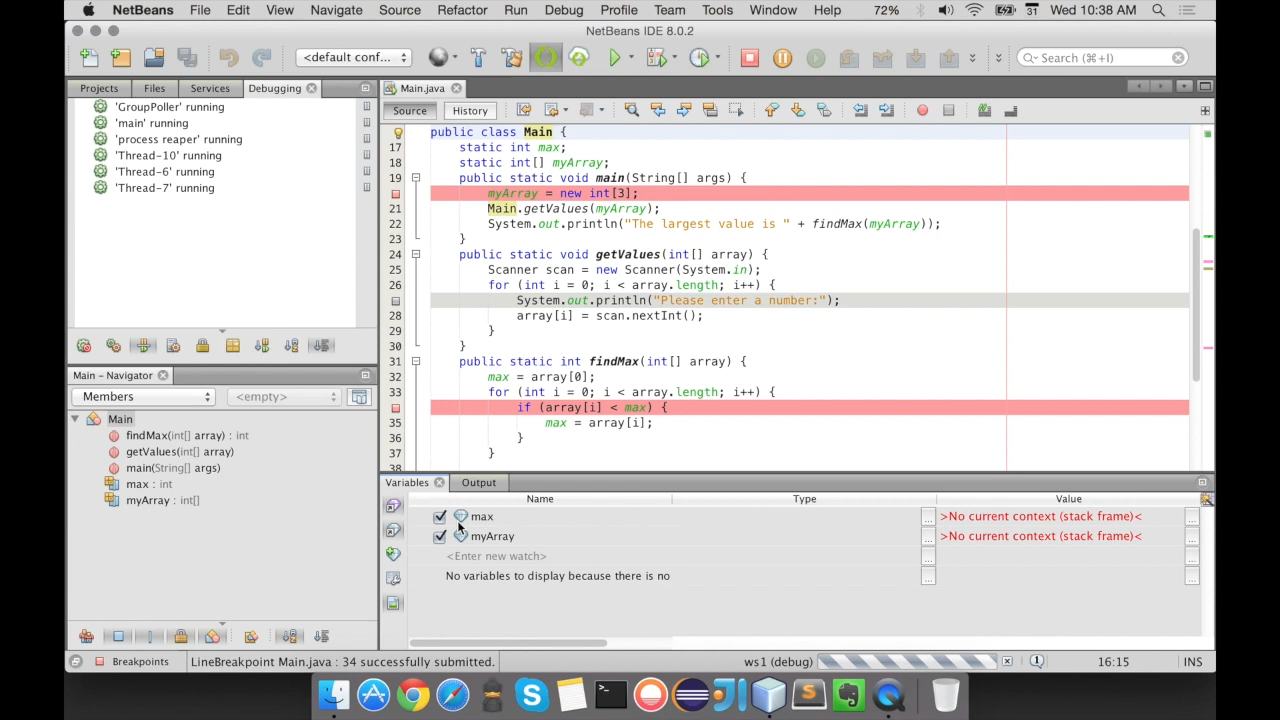 NetBeans File Edit View Navigate Source Refactor Run Debug Profile Team Tools Window Help 72% 31 Wed 10:38 AM
NetBeans IDE 8.0.2
<default conf... Search (⌘+I)
Projects Files Services Debugging
'GroupPoller' running
'main' running
'process reaper' running
'Thread-10' running
'Thread-6' running
'Thread-7' running
Main – Navigator
Members <empty>
Main
findMax(int[] array) : int
getValues(int[] array)
main(String[] args)
max : int
myArray : int[]
Main.java
Source History
public class Main {
17 static int max;
18 static int[] myArray;
19 public static void main(String[] args) {
myArray = new int[3];
21 Main.getValues(myArray);
22 System.out.println("The largest value is " + findMax(myArray));
23 }
24 public static void getValues(int[] array) {
25 Scanner scan = new Scanner(System.in);
26 for (int i = 0; i < array.length; i++) {
System.out.println("Please enter a number:");
28 array[i] = scan.nextInt();
29 }
30 }
31 public static int findMax(int[] array) {
32 max = array[0];
33 for (int i = 0; i < array.length; i++) {
if (array[i] < max) {
35 max = array[i];
36 }
37 }
38
Variables Output
Name Type Value
max ... >No current context (stack frame)< ...
myArray ... >No current context (stack frame)< ...
<Enter new watch> ... ...
No variables to display because there is no ... ...
Breakpoints LineBreakpoint Main.java : 34 successfully submitted. ws1 (debug) 16:15 INS